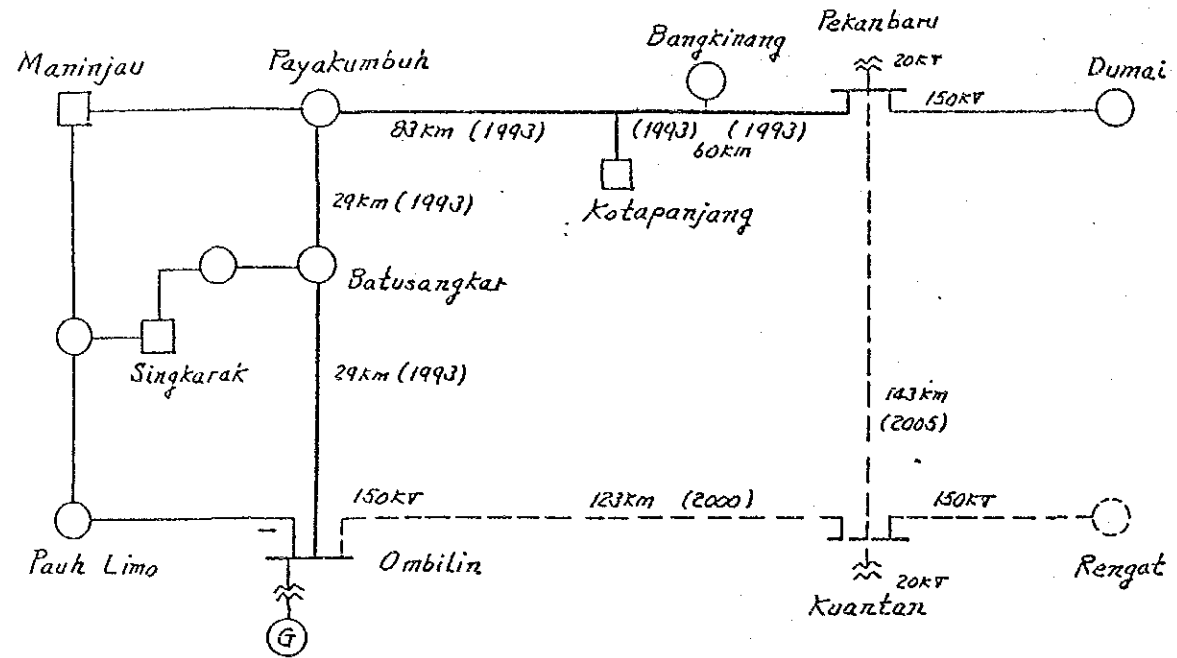 Pekanbaru
Bangkinang
20KV
Dumai
Maninjau
Payakumbuh
150KV
83km (1993)
(1993) (1993)
60km
Kotapanjang
29km (1993)
Batusangkar
Singkarak
29km (1993)
143km
(2005)
150KV
123km (2000)
150KV
Pauh Limo
Ombilin
20KV
Rengat
Kuantan
G